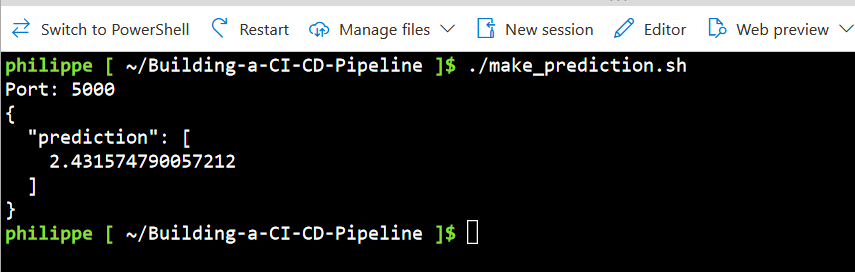 Switch to PowerShell Restart Manage files New session Editor Web preview
philippe [ ~/Building-a-CI-CD-Pipeline ]$ ./make_prediction.sh
Port: 5000
{
  "prediction": [
    2.431574790057212
  ]
}
philippe [ ~/Building-a-CI-CD-Pipeline ]$